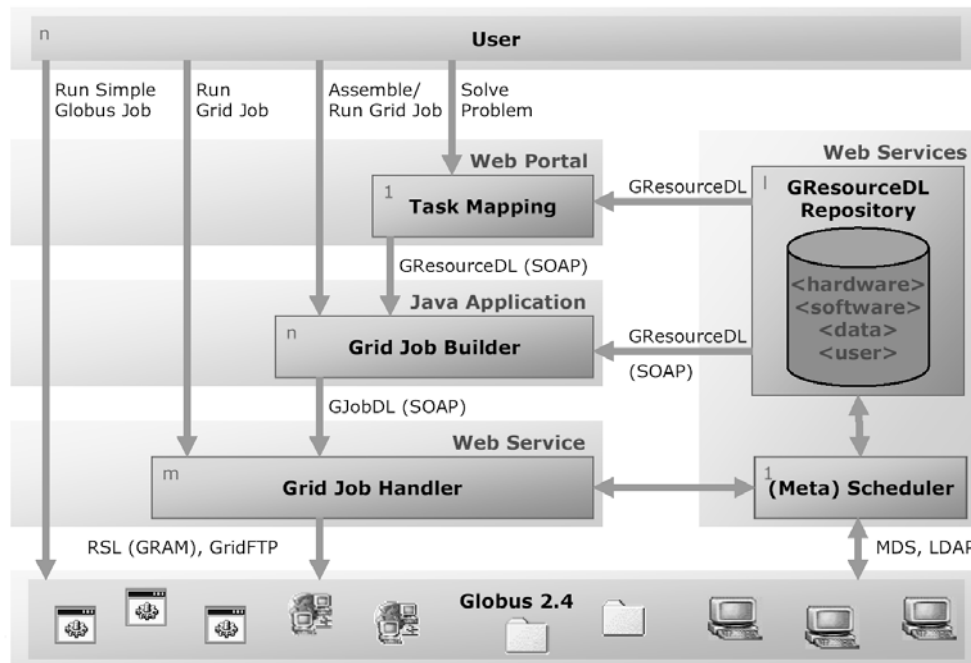 n
User
Run Simple
Globus Job
Run
Grid Job
Assemble/
Run Grid Job
Solve
Problem
Web Portal
1
Task Mapping
GResourceDL
Web Services
l
GResourceDL
Repository
<hardware>
<software>
<data>
<user>
GResourceDL (SOAP)
Java Application
n
Grid Job Builder
GResourceDL
(SOAP)
GJobDL (SOAP)
Web Service
m
Grid Job Handler
1
(Meta) Scheduler
RSL (GRAM), GridFTP
MDS, LDAP
Globus 2.4